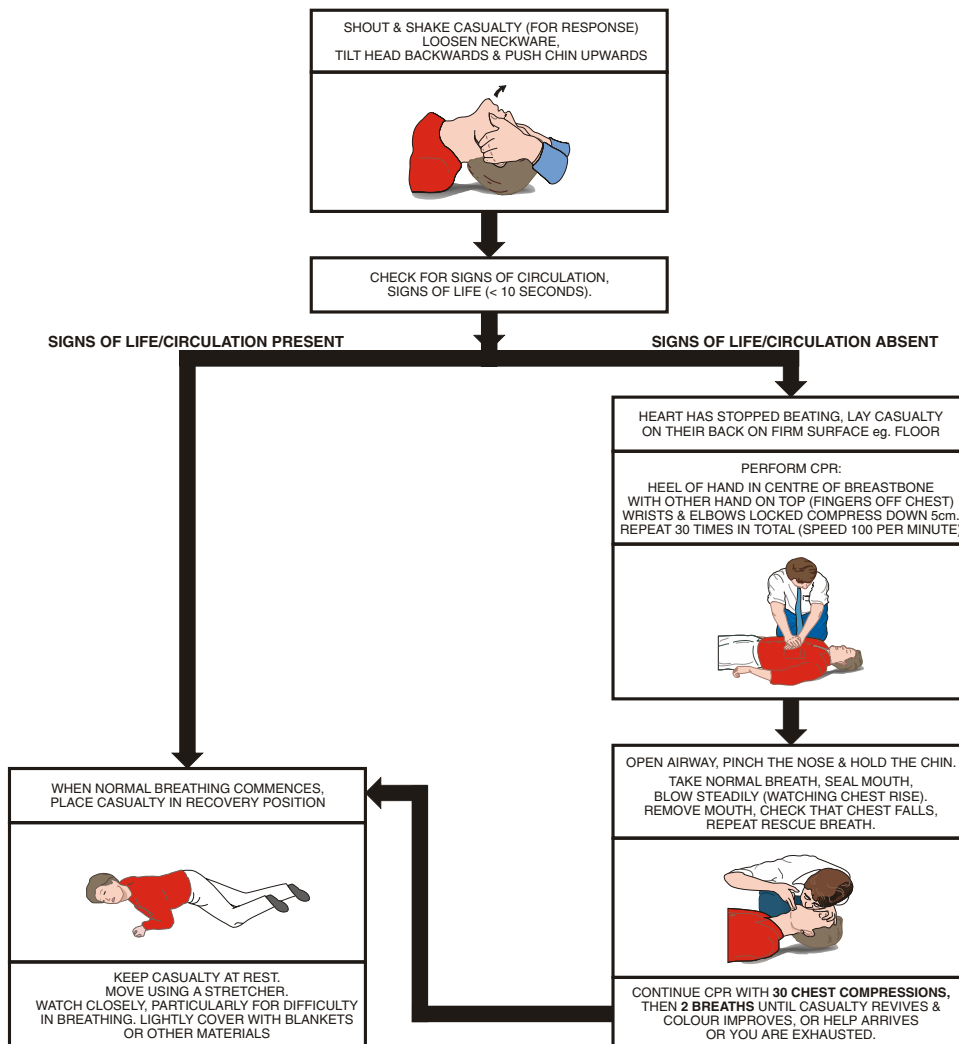 SHOUT & SHAKE CASUALTY (FOR RESPONSE)
LOOSEN NECKWARE,
TILT HEAD BACKWARDS & PUSH CHIN UPWARDS
CHECK FOR SIGNS OF CIRCULATION,
SIGNS OF LIFE (< 10 SECONDS).
SIGNS OF LIFE/CIRCULATION PRESENT
SIGNS OF LIFE/CIRCULATION ABSENT
HEART HAS STOPPED BEATING, LAY CASUALTY
ON THEIR BACK ON FIRM SURFACE eg. FLOOR
PERFORM CPR:
HEEL OF HAND IN CENTRE OF BREASTBONE
WITH OTHER HAND ON TOP (FINGERS OFF CHEST)
WRISTS & ELBOWS LOCKED COMPRESS DOWN 5cm.
REPEAT 30 TIMES IN TOTAL (SPEED 100 PER MINUTE)
OPEN AIRWAY, PINCH THE NOSE & HOLD THE CHIN.
TAKE NORMAL BREATH, SEAL MOUTH,
BLOW STEADILY (WATCHING CHEST RISE).
REMOVE MOUTH, CHECK THAT CHEST FALLS,
REPEAT RESCUE BREATH.
CONTINUE CPR WITH 30 CHEST COMPRESSIONS,
THEN 2 BREATHS UNTIL CASUALTY REVIVES &
COLOUR IMPROVES, OR HELP ARRIVES
OR YOU ARE EXHAUSTED.
WHEN NORMAL BREATHING COMMENCES,
PLACE CASUALTY IN RECOVERY POSITION
KEEP CASUALTY AT REST.
MOVE USING A STRETCHER.
WATCH CLOSELY, PARTICULARLY FOR DIFFICULTY
IN BREATHING. LIGHTLY COVER WITH BLANKETS
OR OTHER MATERIALS